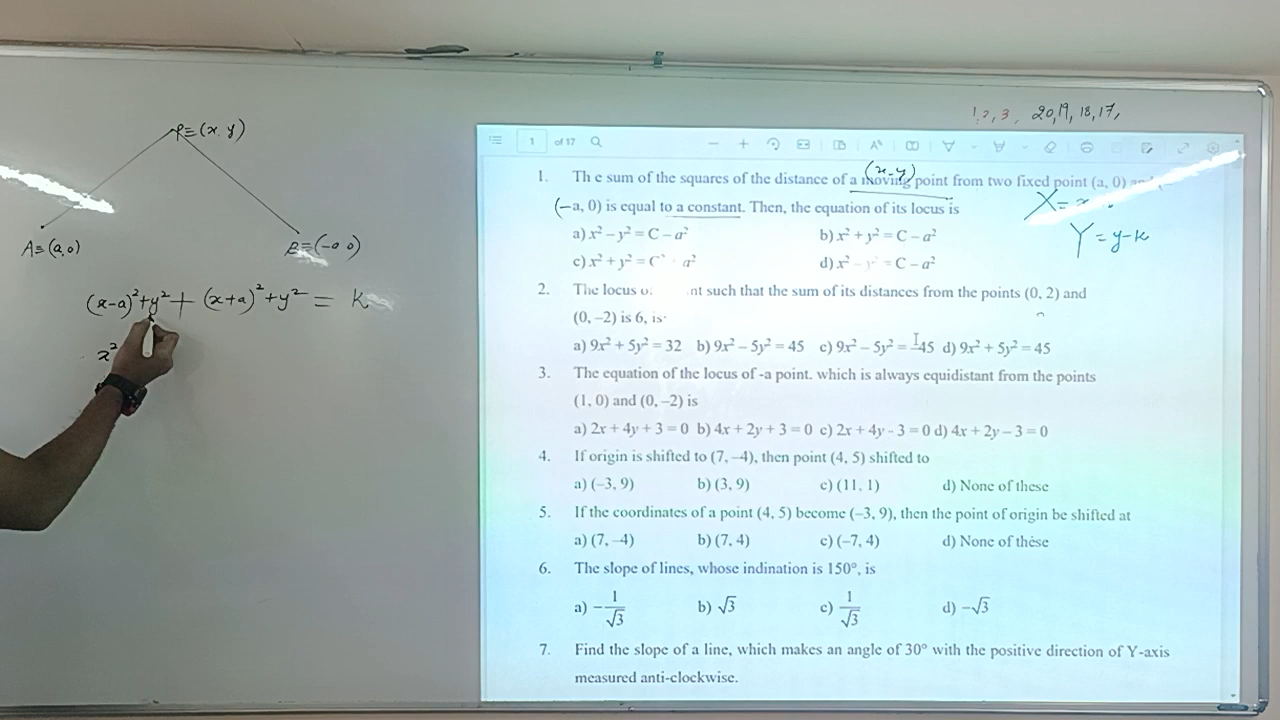 P≡(x, y)
A≡(a,0)
B≡(-a 0)
(x-a)²+y²+ (x+a)²+y² = k
x²
1,2,3, 20,19, 18,17,
1 of 17
(x-y)
1. Th e sum of the squares of the distance of a moving point from two fixed point (a, 0)
(-a, 0) is equal to a constant. Then, the equation of its locus is
X=
Y = y-k
a) x² – y² = C – a² b) x² + y² = C – a²
c) x² + y² = C a² d) x² – y² = C – a²
2. The locus nt such that the sum of its distances from the points (0, 2) and
(0, –2) is 6, is
a) 9x² + 5y² = 32 b) 9x² – 5y² = 45 c) 9x² – 5y² = –45 d) 9x² + 5y² = 45
3. The equation of the locus of -a point. which is always equidistant from the points
(1, 0) and (0, –2) is
a) 2x + 4y + 3 = 0 b) 4x + 2y + 3 = 0 c) 2x + 4y - 3 = 0 d) 4x + 2y – 3 = 0
4. If origin is shifted to (7, –4), then point (4, 5) shifted to
a) (–3, 9) b) (3, 9) c) (11, 1) d) None of these
5. If the coordinates of a point (4, 5) become (–3, 9), then the point of origin be shifted at
a) (7, –4) b) (7, 4) c) (–7, 4) d) None of these
6. The slope of lines, whose indination is 150°, is
a) –1/√3 b) √3 c) 1/√3 d) –√3
7. Find the slope of a line, which makes an angle of 30° with the positive direction of Y-axis
measured anti-clockwise.